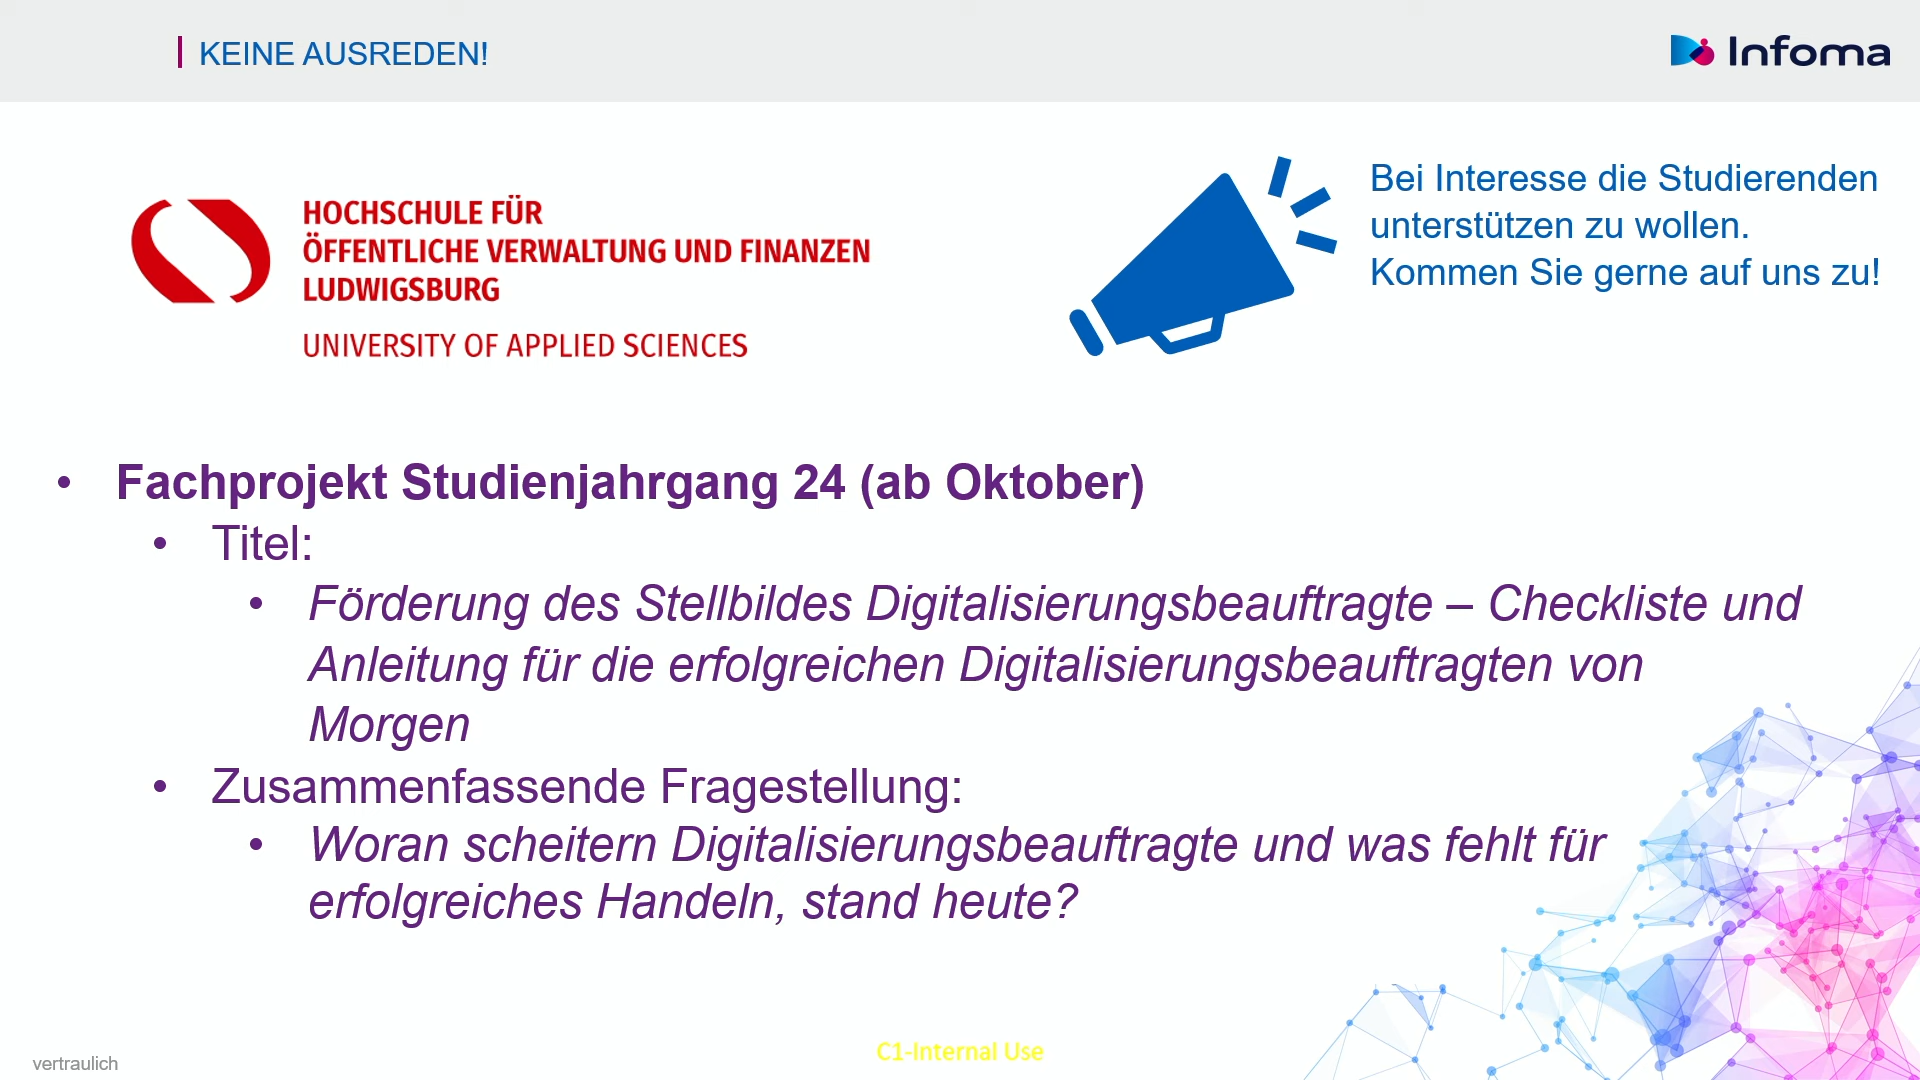 KEINE AUSREDEN!
Infoma
HOCHSCHULE FÜR
ÖFFENTLICHE VERWALTUNG UND FINANZEN
LUDWIGSBURG
UNIVERSITY OF APPLIED SCIENCES
Bei Interesse die Studierenden
unterstützen zu wollen.
Kommen Sie gerne auf uns zu!
• Fachprojekt Studienjahrgang 24 (ab Oktober)
• Titel:
• Förderung des Stellbildes Digitalisierungsbeauftragte – Checkliste und
Anleitung für die erfolgreichen Digitalisierungsbeauftragten von
Morgen
• Zusammenfassende Fragestellung:
• Woran scheitern Digitalisierungsbeauftragte und was fehlt für
erfolgreiches Handeln, stand heute?
vertraulich
C1-Internal Use